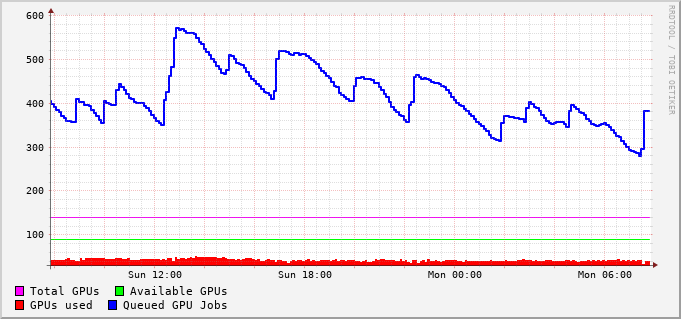 600
500
400
300
200
100
Sun 12:00 Sun 18:00 Mon 00:00 Mon 06:00
Total GPUs Available GPUs
GPUs used Queued GPU Jobs
RRDTOOL / TOBI OETIKER